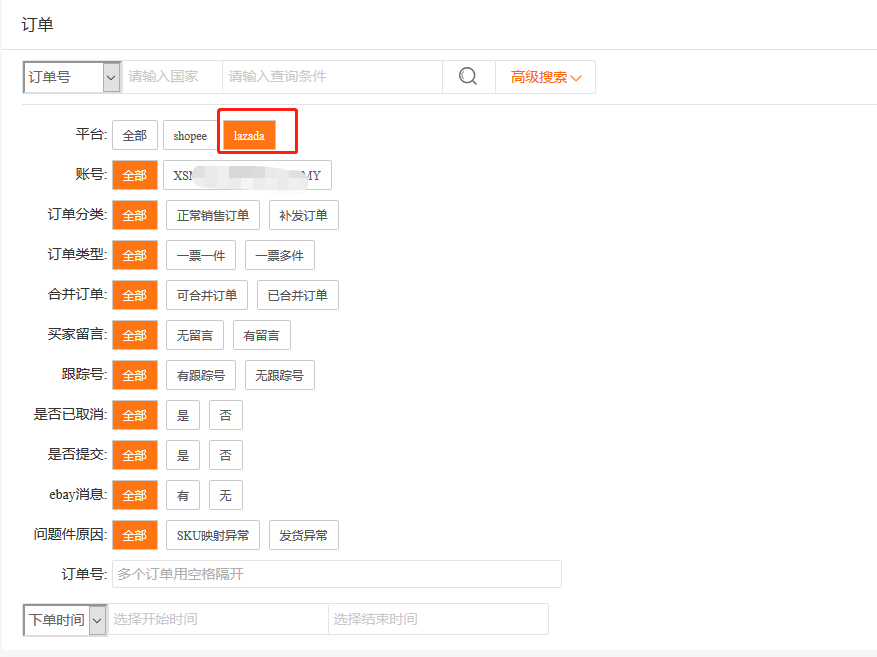 订单
订单号 请输入国家 请输入查询条件 高级搜索
平台: 全部 shopee lazada
账号: 全部 XSM MY
订单分类: 全部 正常销售订单 补发订单
订单类型: 全部 一票一件 一票多件
合并订单: 全部 可合并订单 已合并订单
买家留言: 全部 无留言 有留言
跟踪号: 全部 有跟踪号 无跟踪号
是否已取消: 全部 是 否
是否提交: 全部 是 否
ebay消息: 全部 有 无
问题件原因: 全部 SKU映射异常 发货异常
订单号: 多个订单用空格隔开
下单时间 选择开始时间 选择结束时间